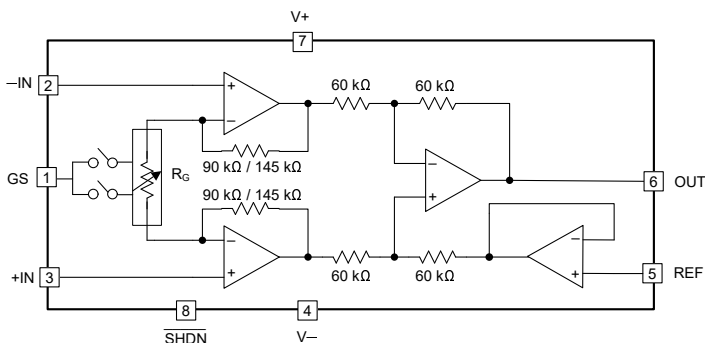 V+
7
–IN 2
+
–
60 kΩ
60 kΩ
90 kΩ / 145 kΩ
GS 1
R_G
–
+
6 OUT
90 kΩ / 145 kΩ
–
+
60 kΩ
60 kΩ
–
+
+IN 3
5 REF
8
4
SHDN
V–